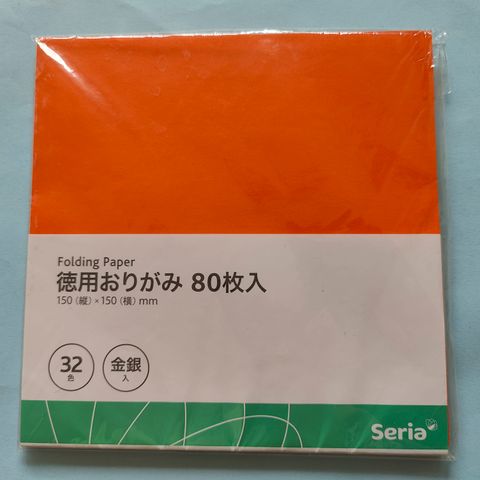 Folding Paper
徳用おりがみ 80枚入
150（縦）×150（横）mm
32
色
金銀
入
Seria